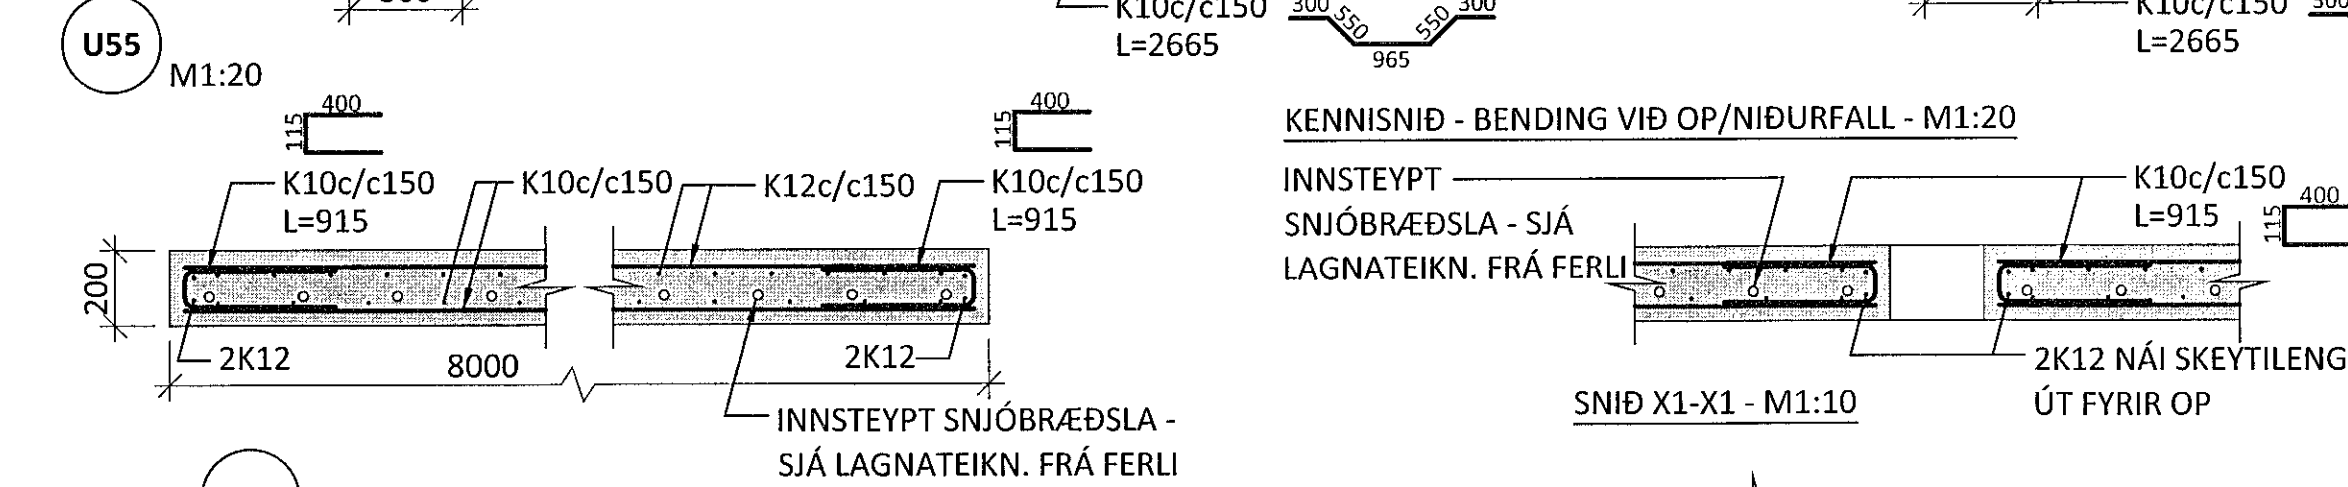 300
K10c/c150
L=2665
300
550
550
300
965
K10c/c150
L=2665
300
U55
M1:20
400
115
K10c/c150
L=915
K10c/c150
K12c/c150
400
115
K10c/c150
L=915
200
2K12
8000
2K12
INNSTEYPT SNJÓBRÆÐSLA -
SJÁ LAGNATEIKN. FRÁ FERLI
KENNISNIÐ - BENDING VIÐ OP/NIÐURFALL - M1:20
INNSTEYPT
SNJÓBRÆÐSLA - SJÁ
LAGNATEIKN. FRÁ FERLI
K10c/c150
L=915
400
115
2K12 NÁI SKEYTILENG
ÚT FYRIR OP
SNIÐ X1-X1 - M1:10